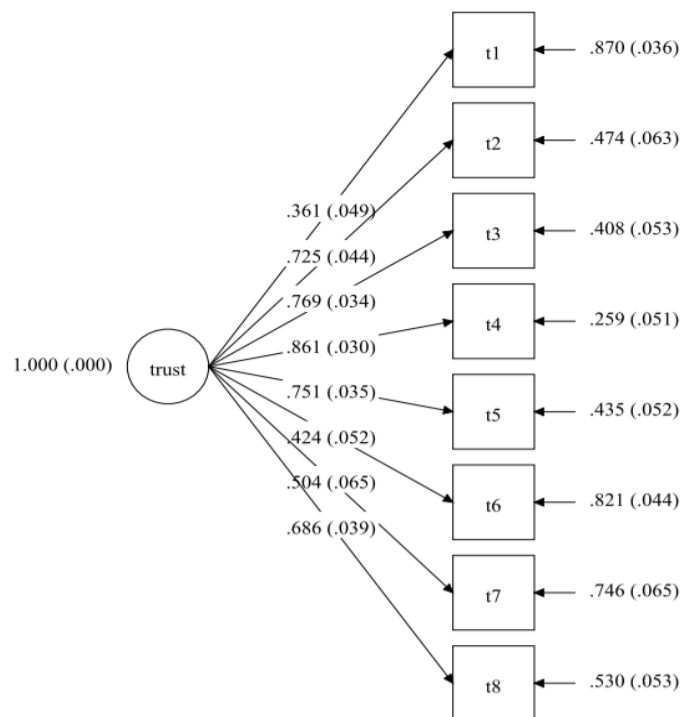 t1
.870 (.036)
t2
.474 (.063)
.361 (.049)
t3
.408 (.053)
.725 (.044)
.769 (.034)
t4
.259 (.051)
.861 (.030)
1.000 (.000)
trust
.751 (.035)
t5
.435 (.052)
.424 (.052)
.504 (.065)
t6
.821 (.044)
.686 (.039)
t7
.746 (.065)
t8
.530 (.053)